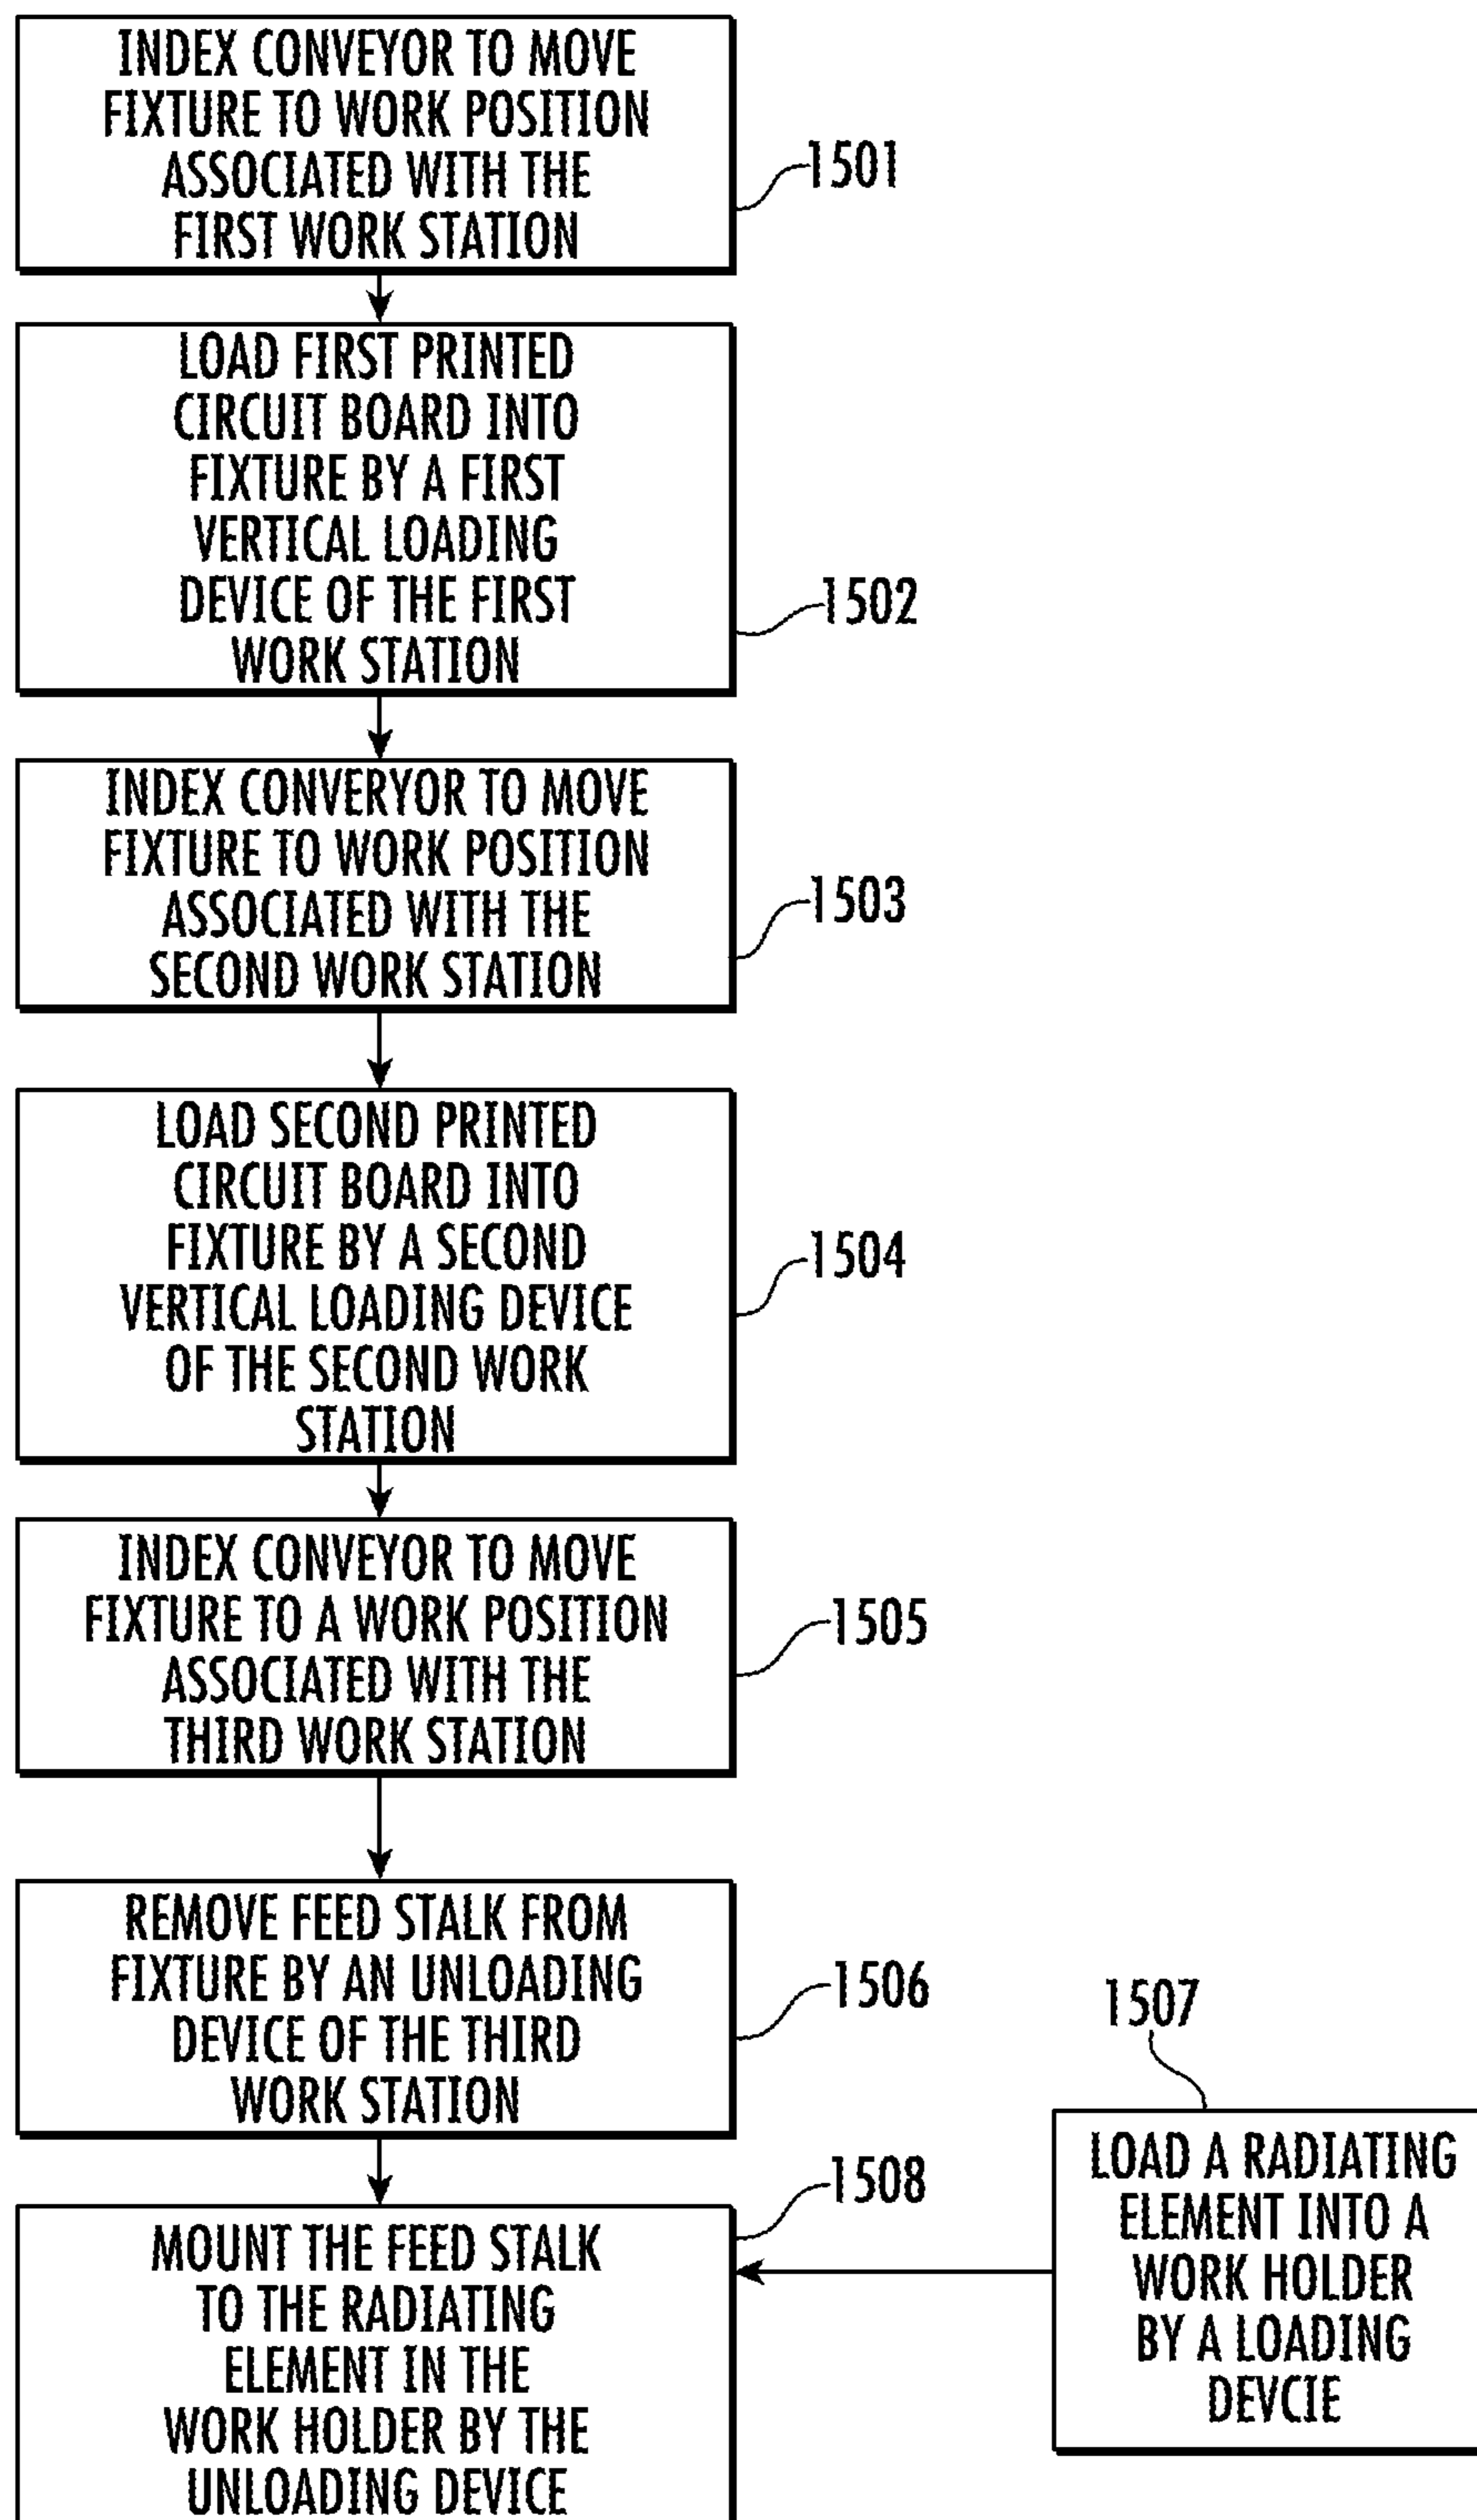 INDEX CONVEYOR TO MOVE
FIXTURE TO WORK POSITION
ASSOCIATED WITH THE
FIRST WORK STATION
1501
LOAD FIRST PRINTED
CIRCUIT BOARD INTO
FIXTURE BY A FIRST
VERTICAL LOADING
DEVICE OF THE FIRST
WORK STATION
1502
INDEX CONVERYOR TO MOVE
FIXTURE TO WORK POSITION
ASSOCIATED WITH THE
SECOND WORK STATION
1503
LOAD SECOND PRINTED
CIRCUIT BOARD INTO
FIXTURE BY A SECOND
VERTICAL LOADING DEVICE
OF THE SECOND WORK
STATION
1504
INDEX CONVEYOR TO MOVE
FIXTURE TO A WORK POSITION
ASSOCIATED WITH THE
THIRD WORK STATION
1505
REMOVE FEED STALK FROM
FIXTURE BY AN UNLOADING
DEVICE OF THE THIRD
WORK STATION
1506
1507
LOAD A RADIATING
ELEMENT INTO A
WORK HOLDER
BY A LOADING
DEVCIE
1508
MOUNT THE FEED STALK
TO THE RADIATING
ELEMENT IN THE
WORK HOLDER BY THE
UNLOADING DEVICE